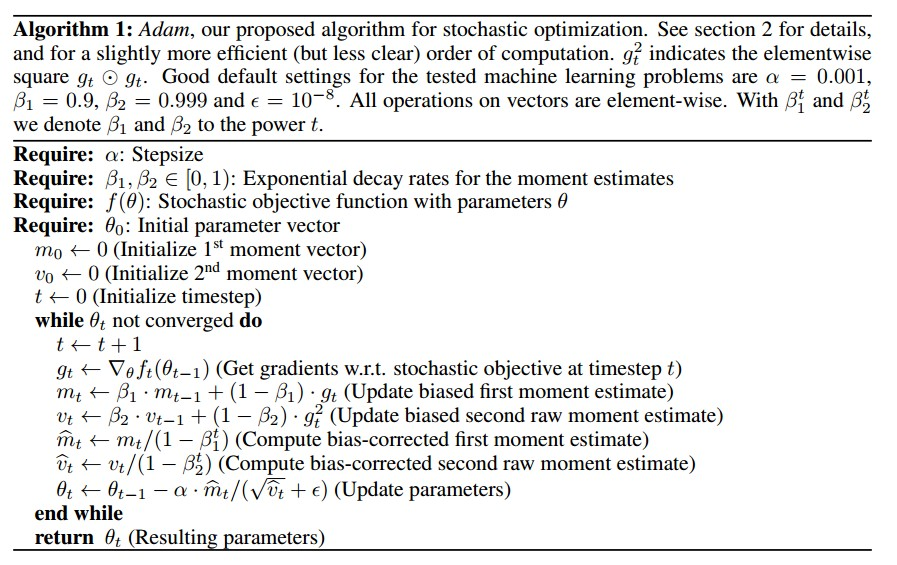 Algorithm 1: Adam, our proposed algorithm for stochastic optimization. See section 2 for details,
and for a slightly more efficient (but less clear) order of computation. g_t^2 indicates the elementwise
square g_t ⊙ g_t. Good default settings for the tested machine learning problems are α = 0.001,
β_1 = 0.9, β_2 = 0.999 and ϵ = 10^{−8}. All operations on vectors are element-wise. With β_1^t and β_2^t
we denote β_1 and β_2 to the power t.
Require: α: Stepsize
Require: β_1, β_2 ∈ [0, 1): Exponential decay rates for the moment estimates
Require: f(θ): Stochastic objective function with parameters θ
Require: θ_0: Initial parameter vector
m_0 ← 0 (Initialize 1^st moment vector)
v_0 ← 0 (Initialize 2^nd moment vector)
t ← 0 (Initialize timestep)
while θ_t not converged do
t ← t + 1
g_t ← ∇_θ f_t(θ_{t−1}) (Get gradients w.r.t. stochastic objective at timestep t)
m_t ← β_1 · m_{t−1} + (1 − β_1) · g_t (Update biased first moment estimate)
v_t ← β_2 · v_{t−1} + (1 − β_2) · g_t^2 (Update biased second raw moment estimate)
m̂_t ← m_t/(1 − β_1^t) (Compute bias-corrected first moment estimate)
v̂_t ← v_t/(1 − β_2^t) (Compute bias-corrected second raw moment estimate)
θ_t ← θ_{t−1} − α · m̂_t/(√v̂_t + ϵ) (Update parameters)
end while
return θ_t (Resulting parameters)